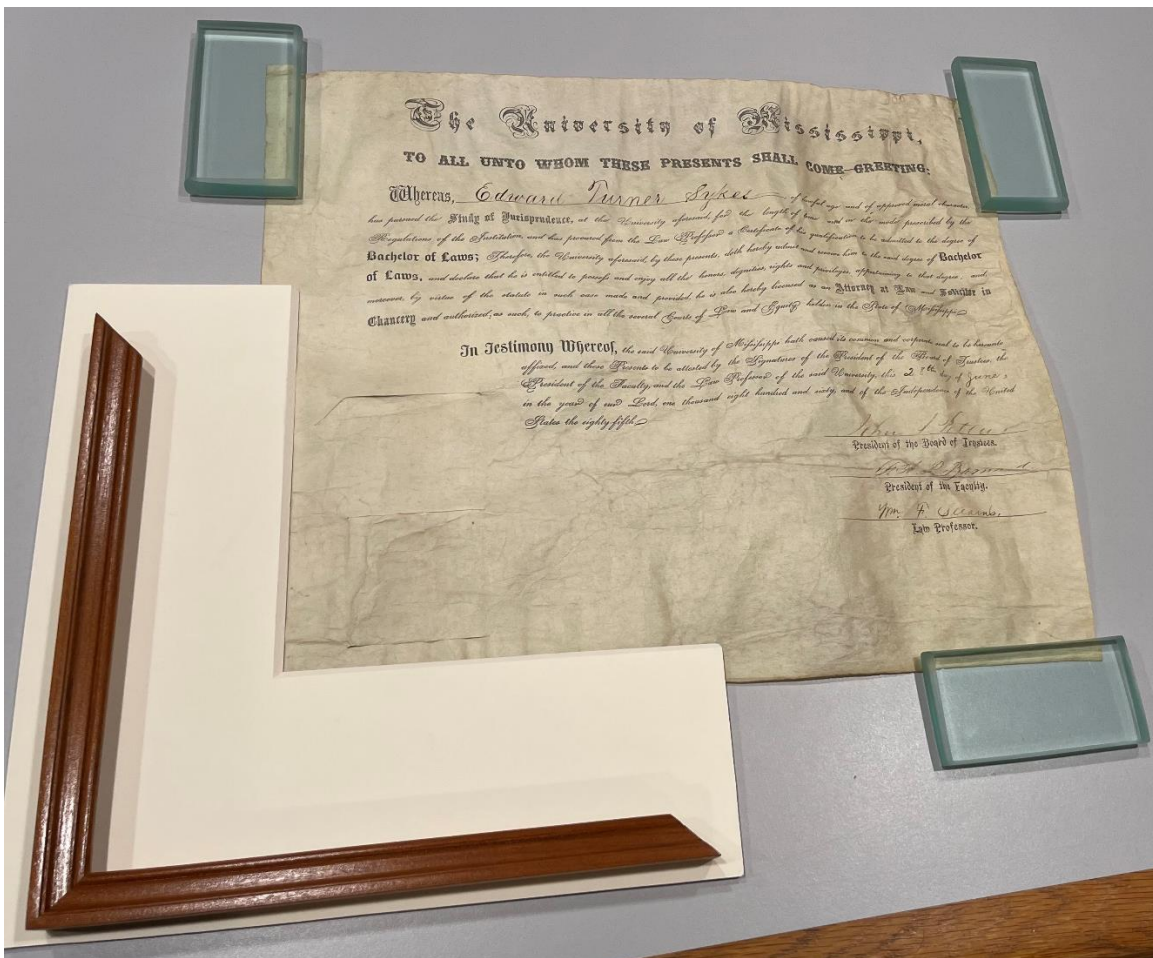 The University of Mississippi,
TO ALL UNTO WHOM THESE PRESENTS SHALL COME—GREETING:
Whereas, Edward Turner Sykes of lawful age and of approved moral character
has pursued the Study of Jurisprudence, at the University aforesaid, for the length of time and in the mode prescribed by the
Regulations of the Institution, and has procured from the Law Professor a Certificate of his qualification to be admitted to the degree of
Bachelor of Laws; Therefore, the University aforesaid, by these presents, doth hereby admit and receive him to the said degree of Bachelor
of Laws, and declare that he is entitled to possess and enjoy all the honors, dignities, rights and privileges appertaining to that degree and
moreover, by virtue of the statute in such case made and provided, he is also hereby licensed as an Attorney at Law and Solicitor in
Chancery and authorized, as such, to practice in all the several Courts of Law and Equity holden in the State of Mississippi
In Testimony Whereof, the said University of Mississippi hath caused its common and corporate seal to be hereunto
affixed, and these Presents to be attested by the Signatures of the President of the Board of Trustees, the
President of the Faculty, and the Law Professor of the said University, this 28th day of June,
in the year of our Lord, one thousand eight hundred and sixty, and of the Independence of the United
States the eighty-fifth
President of the Board of Trustees.
President of the Faculty.
Wm. F. Stearns.
Law Professor.